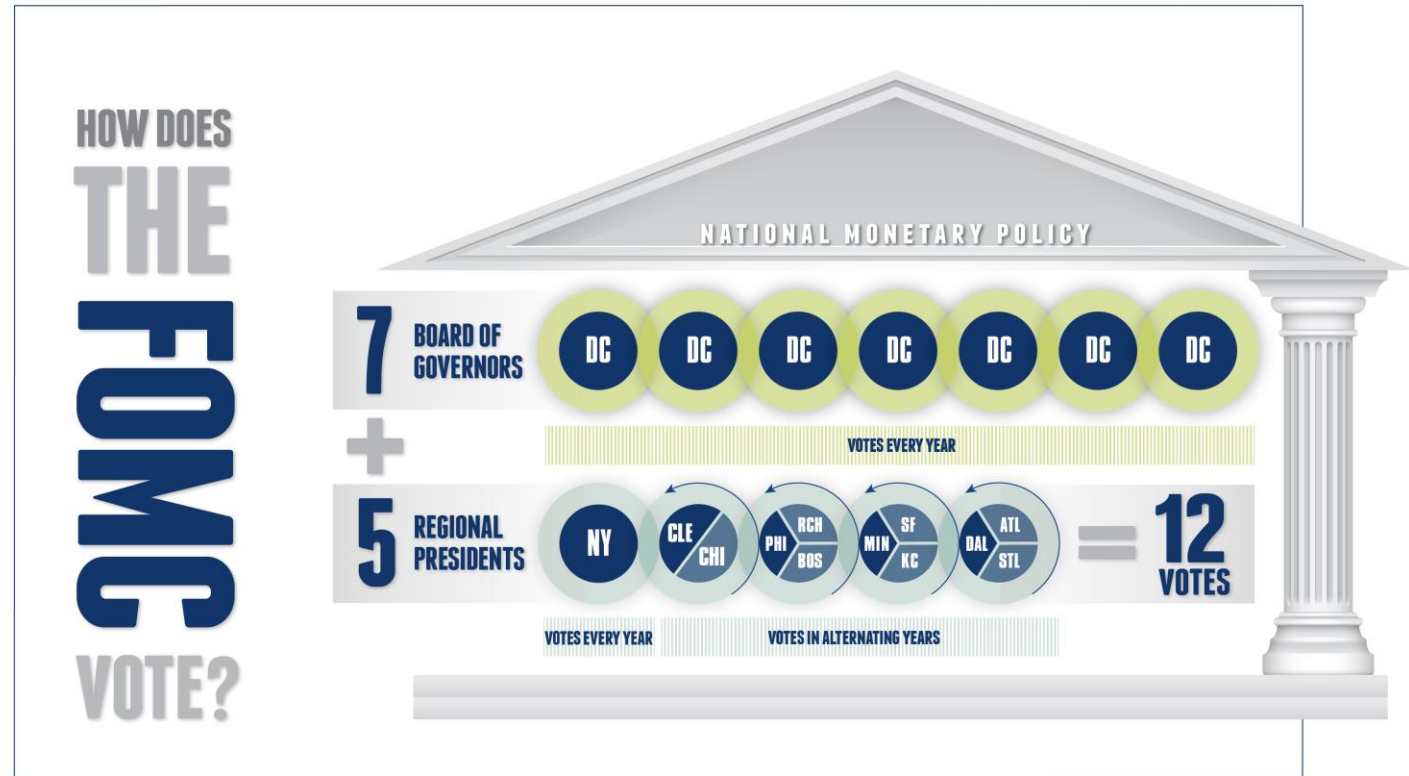 HOW DOES
THE
FOMC
VOTE?
NATIONAL MONETARY POLICY
7
BOARD OF
GOVERNORS
DC DC DC DC DC DC DC
VOTES EVERY YEAR
+
5
REGIONAL
PRESIDENTS
NY
CLE
CHI
PHI
RCH
BOS
MIN
SF
KC
DAL
ATL
STL
=
12
VOTES
VOTES EVERY YEAR
VOTES IN ALTERNATING YEARS